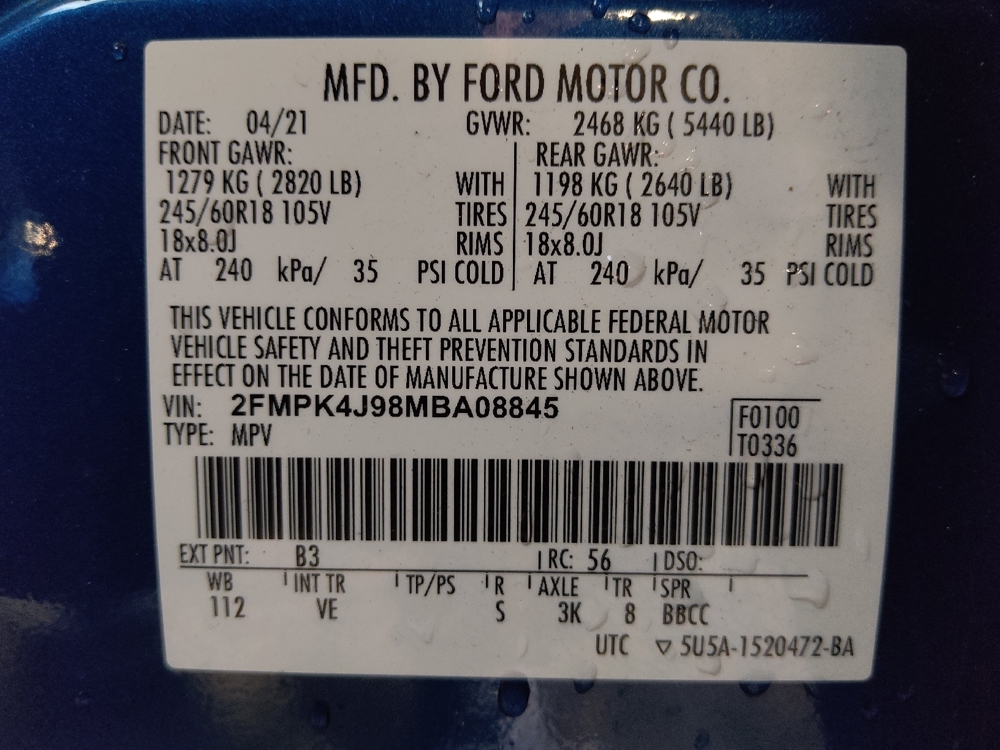 MFD. BY FORD MOTOR CO.
DATE: 04/21 GVWR: 2468 KG ( 5440 LB)
FRONT GAWR: REAR GAWR:
1279 KG ( 2820 LB) WITH 1198 KG ( 2640 LB) WITH
245/60R18 105V TIRES 245/60R18 105V TIRES
18x8.0J RIMS 18x8.0J RIMS
AT 240 kPa/ 35 PSI COLD AT 240 kPa/ 35 PSI COLD
THIS VEHICLE CONFORMS TO ALL APPLICABLE FEDERAL MOTOR
VEHICLE SAFETY AND THEFT PREVENTION STANDARDS IN
EFFECT ON THE DATE OF MANUFACTURE SHOWN ABOVE.
VIN: 2FMPK4J98MBA08845 F0100
TYPE: MPV T0336
EXT PNT: B3 RC: 56 DSO:
WB INT TR TP/PS R AXLE TR SPR
112 VE S 3K 8 BBCC
UTC ▽ 5U5A-1520472-BA